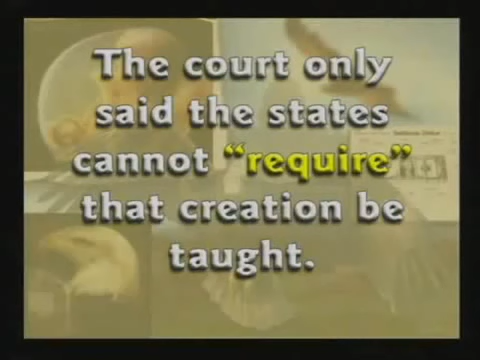 The court only
said the states
cannot “require”
that creation be
taught.